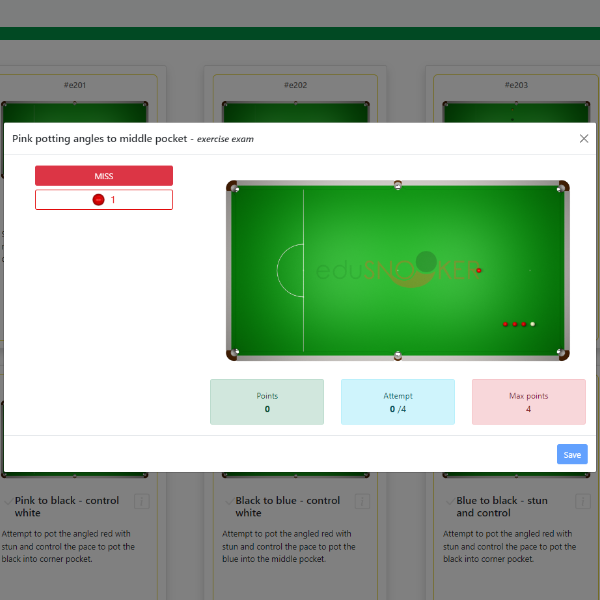 #e201
#e202
#e203
Pink potting angles to middle pocket - exercise exam
MISS
1
eduSNOOKER
Points
0
Attempt
0 /4
Max points
4
Save
Pink to black - control
white
Attempt to pot the angled red with
stun and control the pace to pot the
black into corner pocket.
Black to blue - control
white
Attempt to pot the angled red with
stun and control the pace to pot the
blue into the middle pocket.
Blue to black - stun
and control
Attempt to pot the angled red with
stun and control the pace to pot the
black into corner pocket.